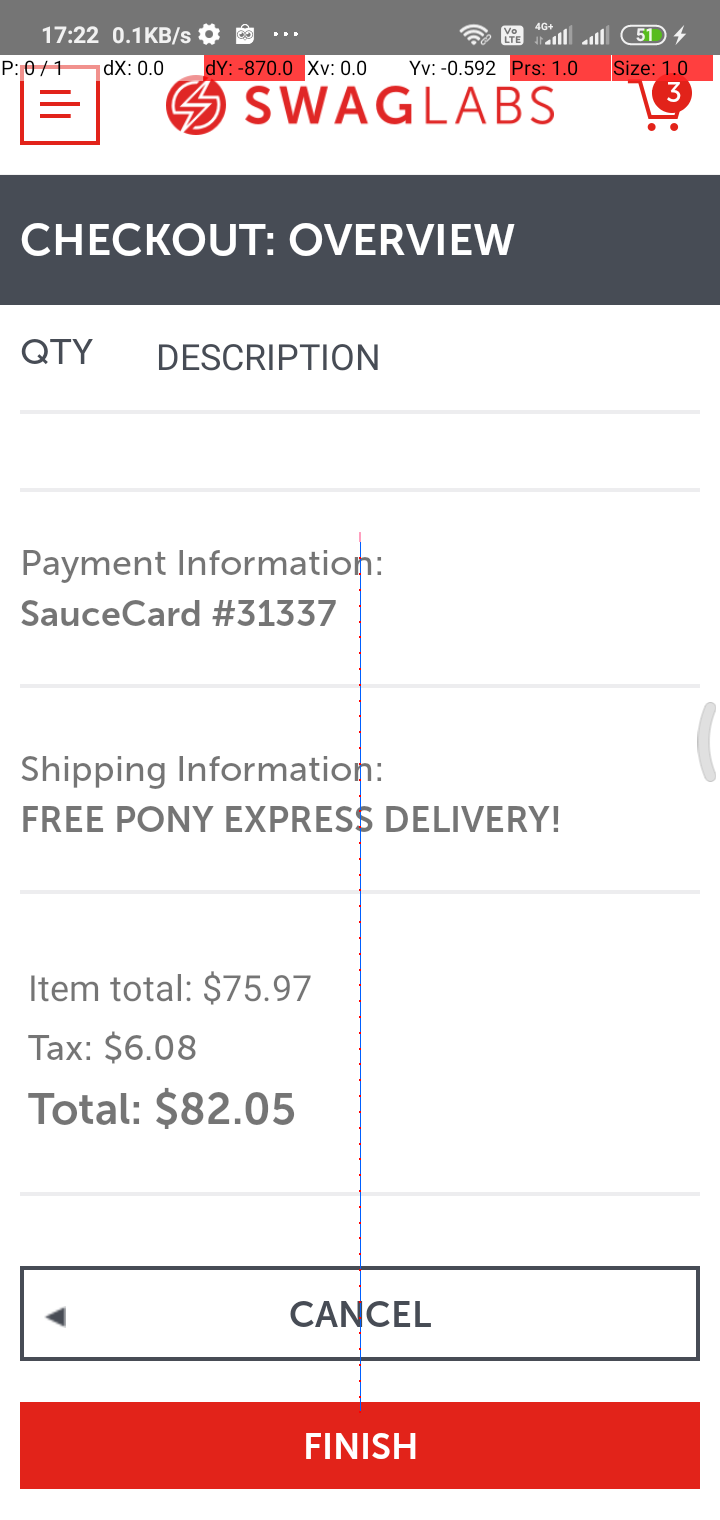 17:22 0.1KB/s ...
Vo LTE 4G+ 51
P: 0 / 1 dX: 0.0 dY: -870.0 Xv: 0.0 Yv: -0.592 Prs: 1.0 Size: 1.0
SWAGLABS
3
CHECKOUT: OVERVIEW
QTY DESCRIPTION
Payment Information:
SauceCard #31337
Shipping Information:
FREE PONY EXPRESS DELIVERY!
Item total: $75.97
Tax: $6.08
Total: $82.05
CANCEL
FINISH